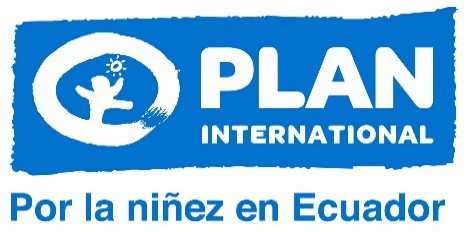 PLAN
INTERNATIONAL
Por la niñez en Ecuador